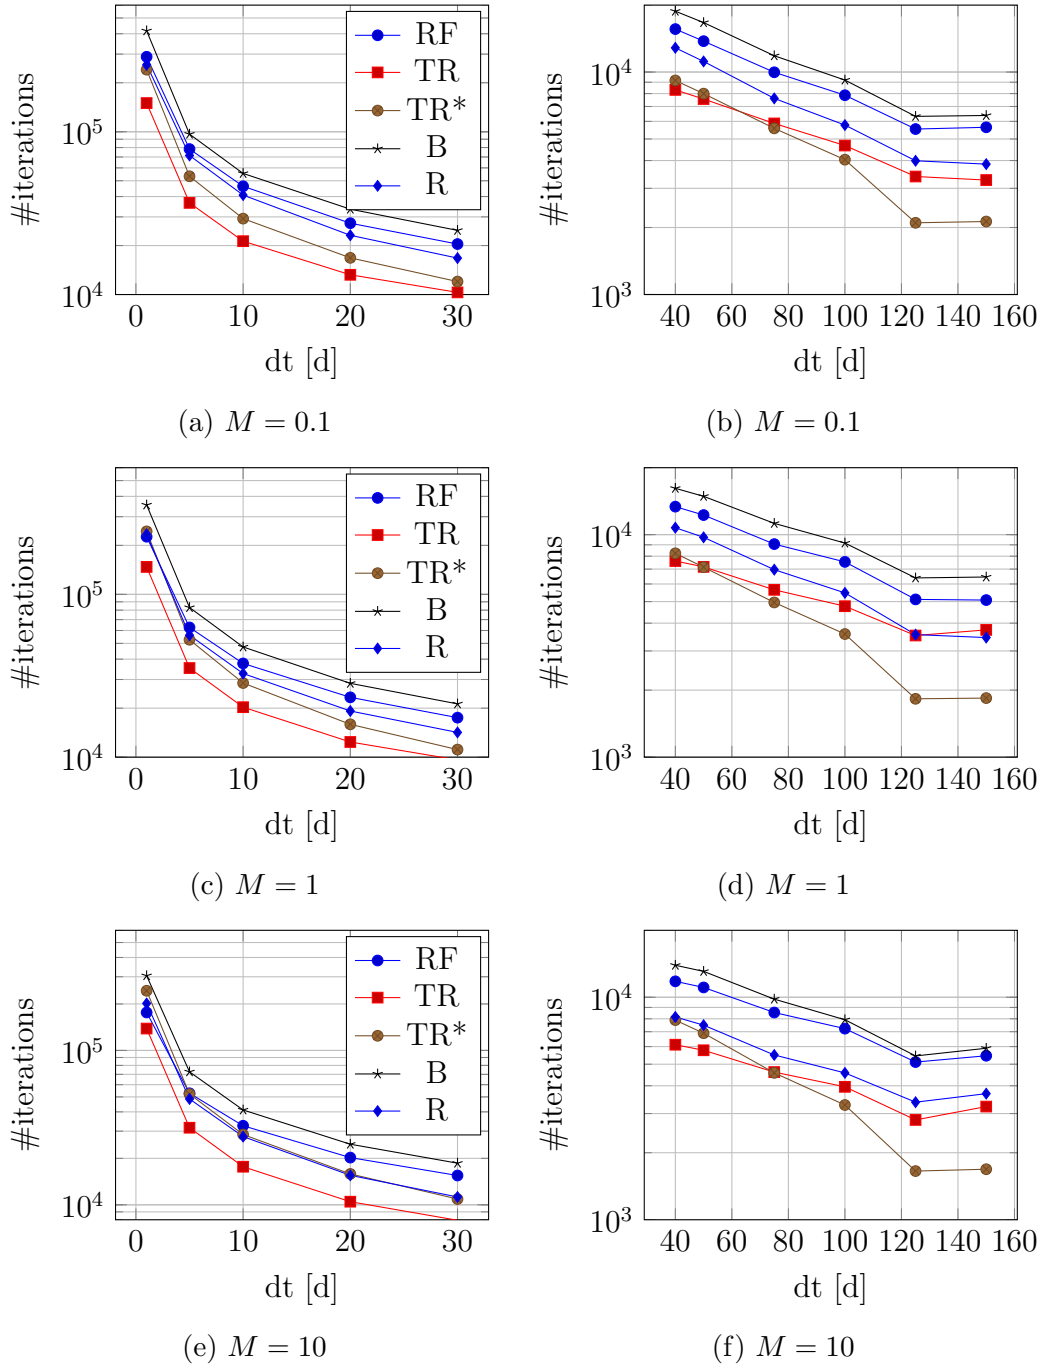 #iterations
10^5
10^4
RF
TR
TR*
B
R
0 10 20 30
dt [d]
(a) M = 0.1
#iterations
10^4
10^3
40 60 80 100 120 140 160
dt [d]
(b) M = 0.1
#iterations
10^5
10^4
RF
TR
TR*
B
R
0 10 20 30
dt [d]
(c) M = 1
#iterations
10^4
10^3
40 60 80 100 120 140 160
dt [d]
(d) M = 1
#iterations
10^5
10^4
RF
TR
TR*
B
R
0 10 20 30
dt [d]
(e) M = 10
#iterations
10^4
10^3
40 60 80 100 120 140 160
dt [d]
(f) M = 10